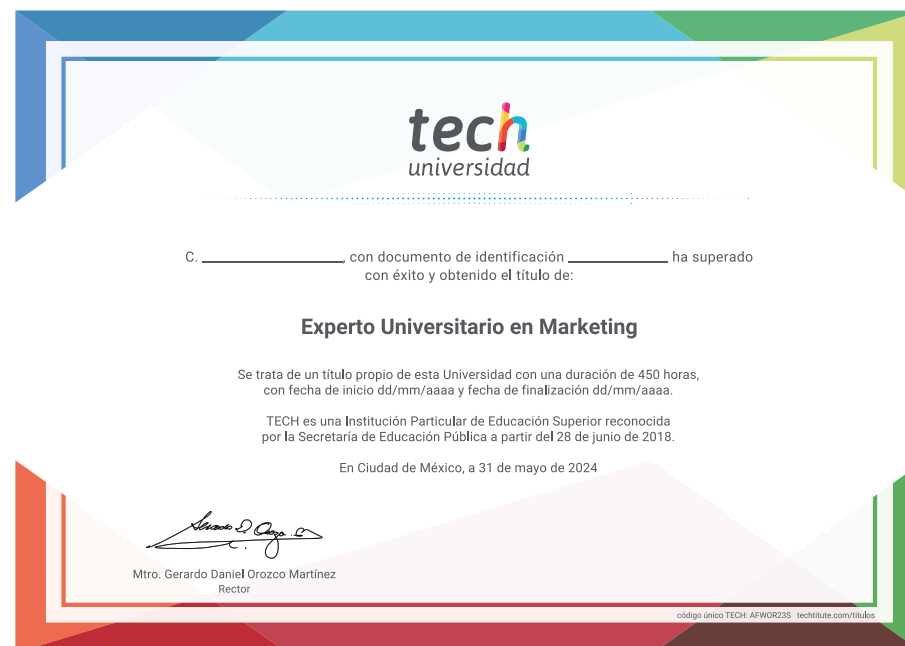 tech
universidad
C. ____________, con documento de identificación ____________ ha superado
con éxito y obtenido el título de:
Experto Universitario en Marketing
Se trata de un título propio de esta Universidad con una duración de 450 horas,
con fecha de inicio dd/mm/aaaa y fecha de finalización dd/mm/aaaa.
TECH es una Institución Particular de Educación Superior reconocida
por la Secretaría de Educación Pública a partir del 28 de junio de 2018.
En Ciudad de México, a 31 de mayo de 2024
Mtro. Gerardo Daniel Orozco Martínez
Rector
código único TECH: AFWOR23S techtitute.com/titulos